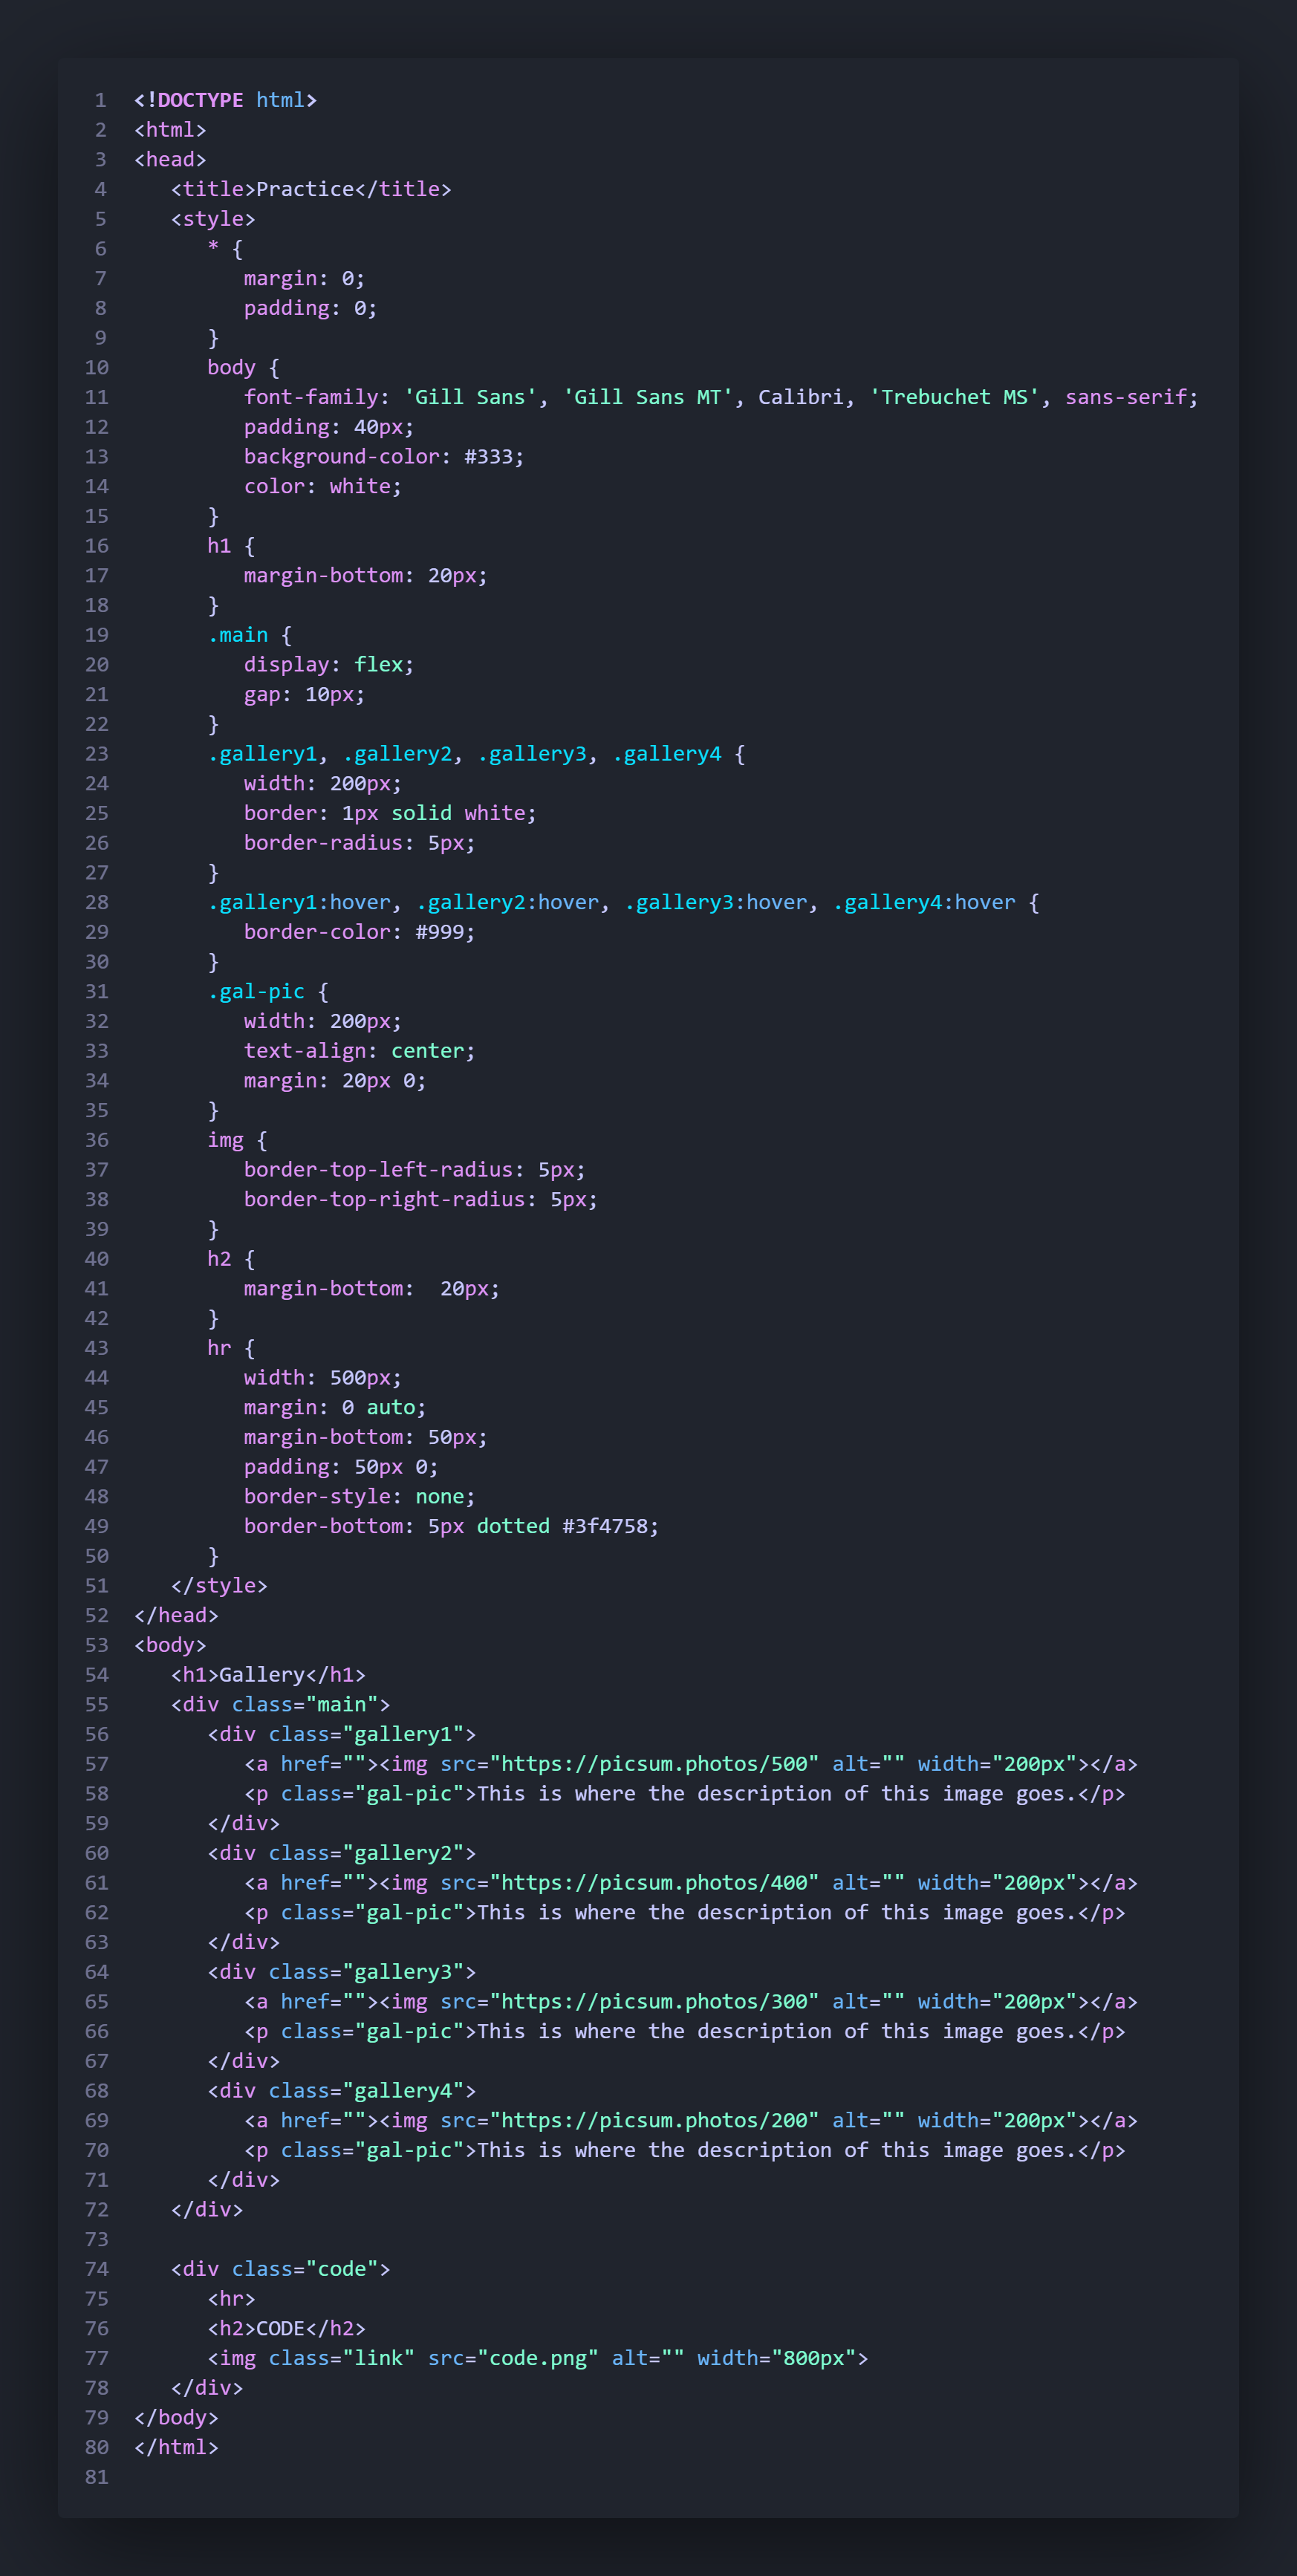 1 <!DOCTYPE html>
2 <html>
3 <head>
4    <title>Practice</title>
5    <style>
6       * {
7          margin: 0;
8          padding: 0;
9       }
10       body {
11          font-family: 'Gill Sans', 'Gill Sans MT', Calibri, 'Trebuchet MS', sans-serif;
12          padding: 40px;
13          background-color: #333;
14          color: white;
15       }
16       h1 {
17          margin-bottom: 20px;
18       }
19       .main {
20          display: flex;
21          gap: 10px;
22       }
23       .gallery1, .gallery2, .gallery3, .gallery4 {
24          width: 200px;
25          border: 1px solid white;
26          border-radius: 5px;
27       }
28       .gallery1:hover, .gallery2:hover, .gallery3:hover, .gallery4:hover {
29          border-color: #999;
30       }
31       .gal-pic {
32          width: 200px;
33          text-align: center;
34          margin: 20px 0;
35       }
36       img {
37          border-top-left-radius: 5px;
38          border-top-right-radius: 5px;
39       }
40       h2 {
41          margin-bottom:  20px;
42       }
43       hr {
44          width: 500px;
45          margin: 0 auto;
46          margin-bottom: 50px;
47          padding: 50px 0;
48          border-style: none;
49          border-bottom: 5px dotted #3f4758;
50       }
51    </style>
52 </head>
53 <body>
54    <h1>Gallery</h1>
55    <div class="main">
56       <div class="gallery1">
57          <a href=""><img src="https://picsum.photos/500" alt="" width="200px"></a>
58          <p class="gal-pic">This is where the description of this image goes.</p>
59       </div>
60       <div class="gallery2">
61          <a href=""><img src="https://picsum.photos/400" alt="" width="200px"></a>
62          <p class="gal-pic">This is where the description of this image goes.</p>
63       </div>
64       <div class="gallery3">
65          <a href=""><img src="https://picsum.photos/300" alt="" width="200px"></a>
66          <p class="gal-pic">This is where the description of this image goes.</p>
67       </div>
68       <div class="gallery4">
69          <a href=""><img src="https://picsum.photos/200" alt="" width="200px"></a>
70          <p class="gal-pic">This is where the description of this image goes.</p>
71       </div>
72    </div>
73
74    <div class="code">
75       <hr>
76       <h2>CODE</h2>
77       <img class="link" src="code.png" alt="" width="800px">
78    </div>
79 </body>
80 </html>
81